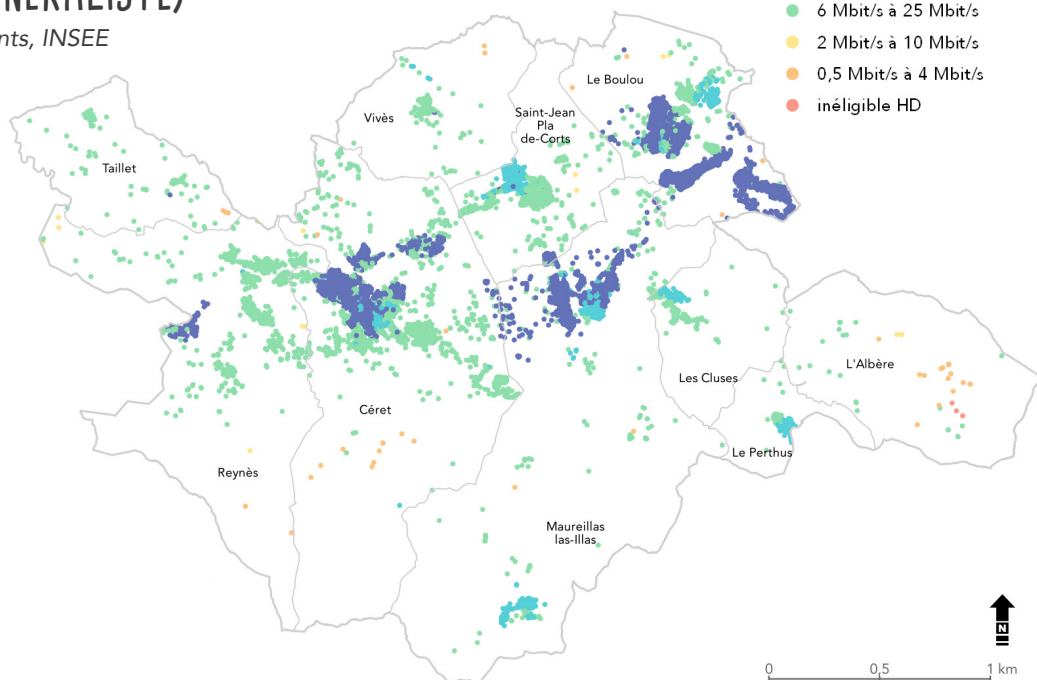 nts, INSEE
6 Mbit/s à 25 Mbit/s
2 Mbit/s à 10 Mbit/s
0,5 Mbit/s à 4 Mbit/s
inéligible HD
Le Boulou
Vivès
Saint-Jean
Pla
de-Corts
Taillet
L'Albère
Les Cluses
Céret
Le Perthus
Reynès
Maureillas
las-Illas
N
0 0,5 1 km